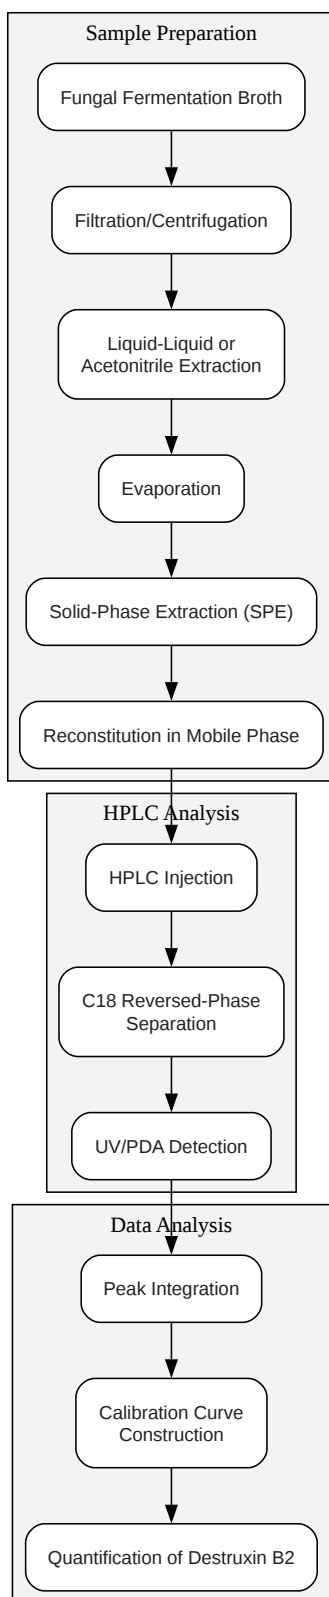 Sample Preparation
Fungal Fermentation Broth
Filtration/Centrifugation
Liquid-Liquid or
Acetonitrile Extraction
Evaporation
Solid-Phase Extraction (SPE)
Reconstitution in Mobile Phase
HPLC Analysis
HPLC Injection
C18 Reversed-Phase
Separation
UV/PDA Detection
Data Analysis
Peak Integration
Calibration Curve
Construction
Quantification of Destruxin B2